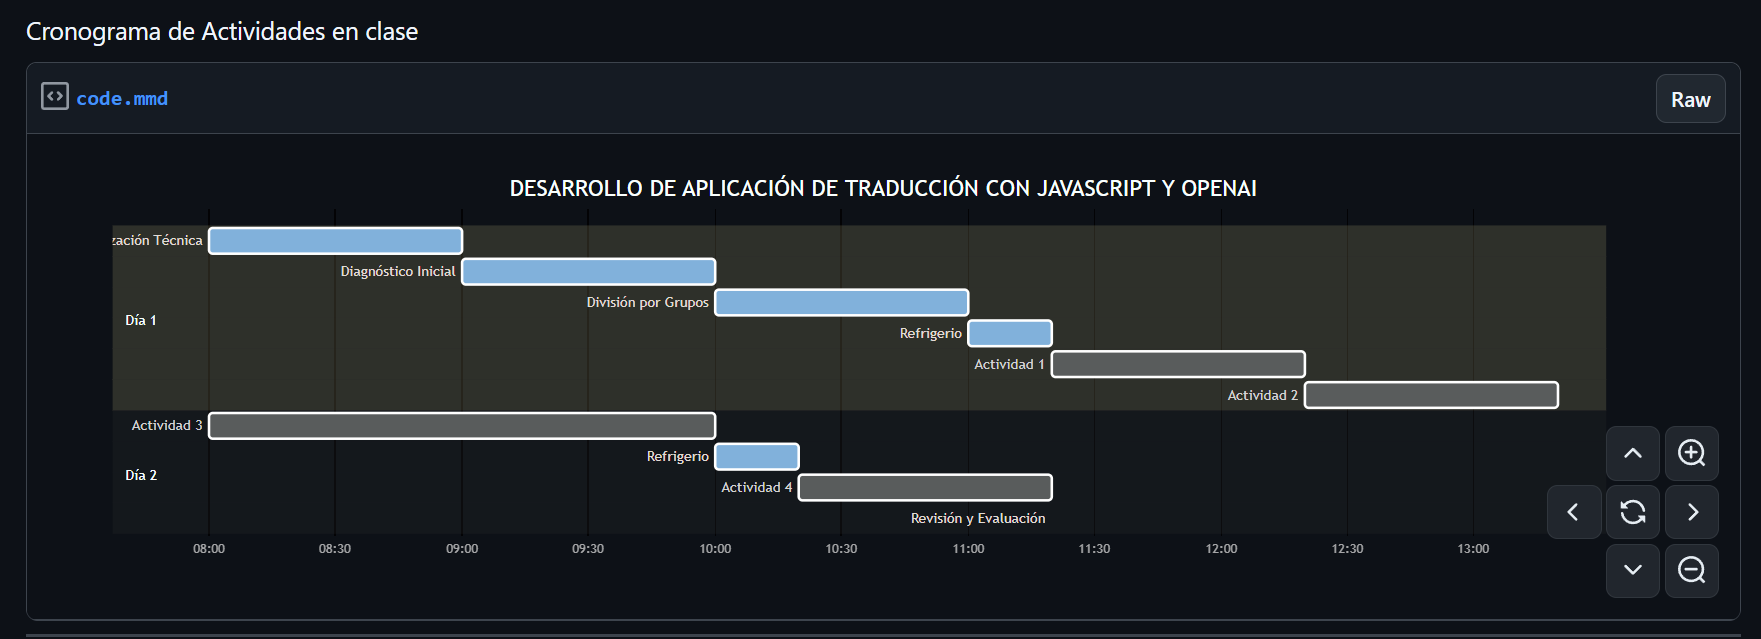 Cronograma de Actividades en clase
code.mmd
Raw
DESARROLLO DE APLICACIÓN DE TRADUCCIÓN CON JAVASCRIPT Y OPENAI
Técnica
Diagnóstico Inicial
División por Grupos
Día 1
Refrigerio
Actividad 1
Actividad 2
Actividad 3
Refrigerio
Día 2
Actividad 4
Revisión y Evaluación
08:00 08:30 09:00 09:30 10:00 10:30 11:00 11:30 12:00 12:30 13:00